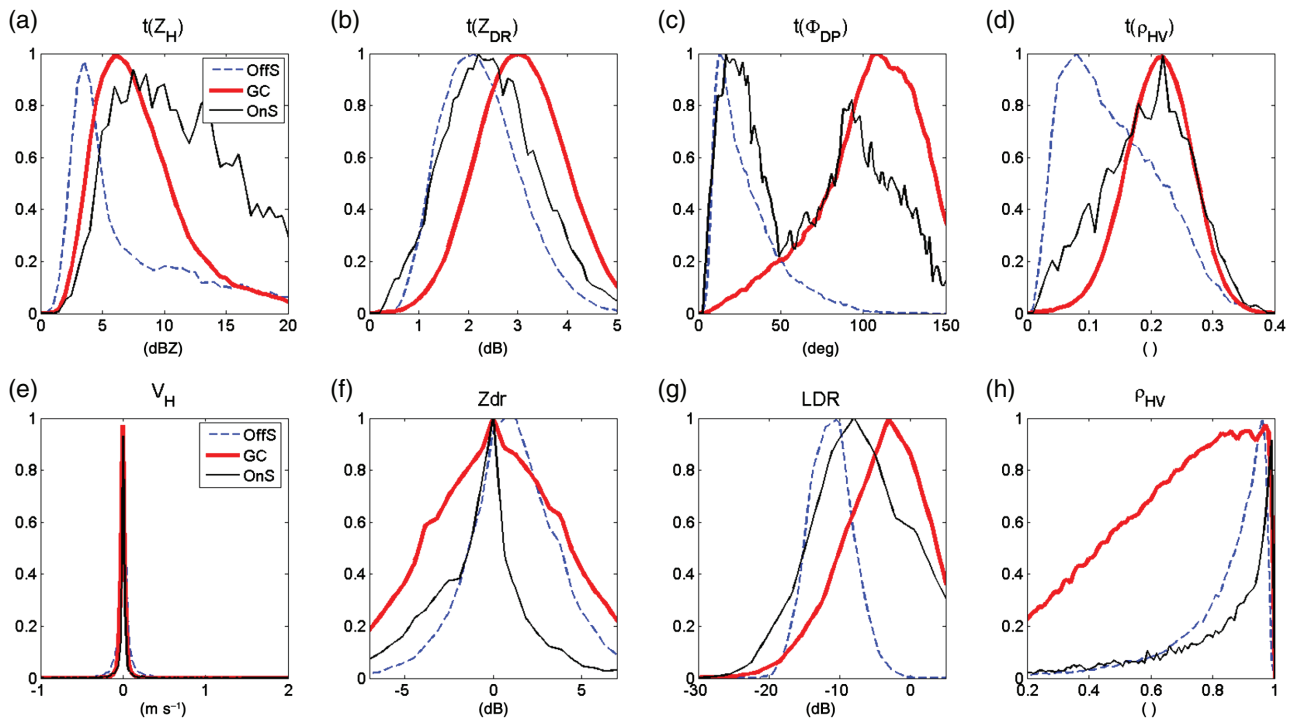 (a) t(Z_H)
(b) t(Z_DR)
(c) t(Φ_DP)
(d) t(ρ_HV)
1
0.8
0.6
0.4
0.2
0
OffS
GC
OnS
0 5 10 15 20
(dBZ)
1
0.8
0.6
0.4
0.2
0
0 1 2 3 4 5
(dB)
1
0.8
0.6
0.4
0.2
0
0 50 100 150
(deg)
1
0.8
0.6
0.4
0.2
0
0 0.1 0.2 0.3 0.4
( )
(e) V_H
(f) Zdr
(g) LDR
(h) ρ_HV
1
0.8
0.6
0.4
0.2
0
OffS
GC
OnS
-1 0 1 2
(m s⁻¹)
1
0.8
0.6
0.4
0.2
0
-5 0 5
(dB)
1
0.8
0.6
0.4
0.2
0
-30 -20 -10 0
(dB)
1
0.8
0.6
0.4
0.2
0
0.2 0.4 0.6 0.8 1
( )